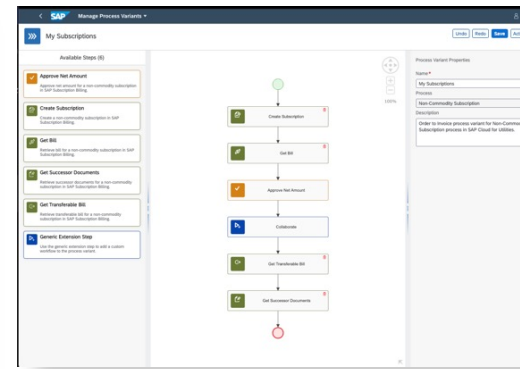 SAP Manage Process Variants
My Subscriptions
Undo Redo Save
Available Steps (6)
Approve Net Amount
Approve net amount for a non-commodity subscription
in SAP Subscription Billing.
Create Subscription
Create a non-commodity subscription in SAP
Subscription Billing.
Get Bill
Retrieve bill for a non-commodity subscription in SAP
Subscription Billing.
Get Successor Documents
Retrieve successor documents for a non-commodity
subscription in SAP Subscription Billing.
Get Transferable Bill
Retrieve transferable bill for a non-commodity
subscription in SAP Subscription Billing.
Generic Extension Step
Use the generic extension step to add a custom
workflow to the process variant.
Create Subscription
Get Bill
Approve Net Amount
Collaborate
Get Transferable Bill
Get Successor Documents
100%
Process Variant Properties
Name*
My Subscriptions
Process
Non-Commodity Subscription
Description
Order to Invoice process variant for Non-Commod
Subscription process in SAP Cloud for Utilities.